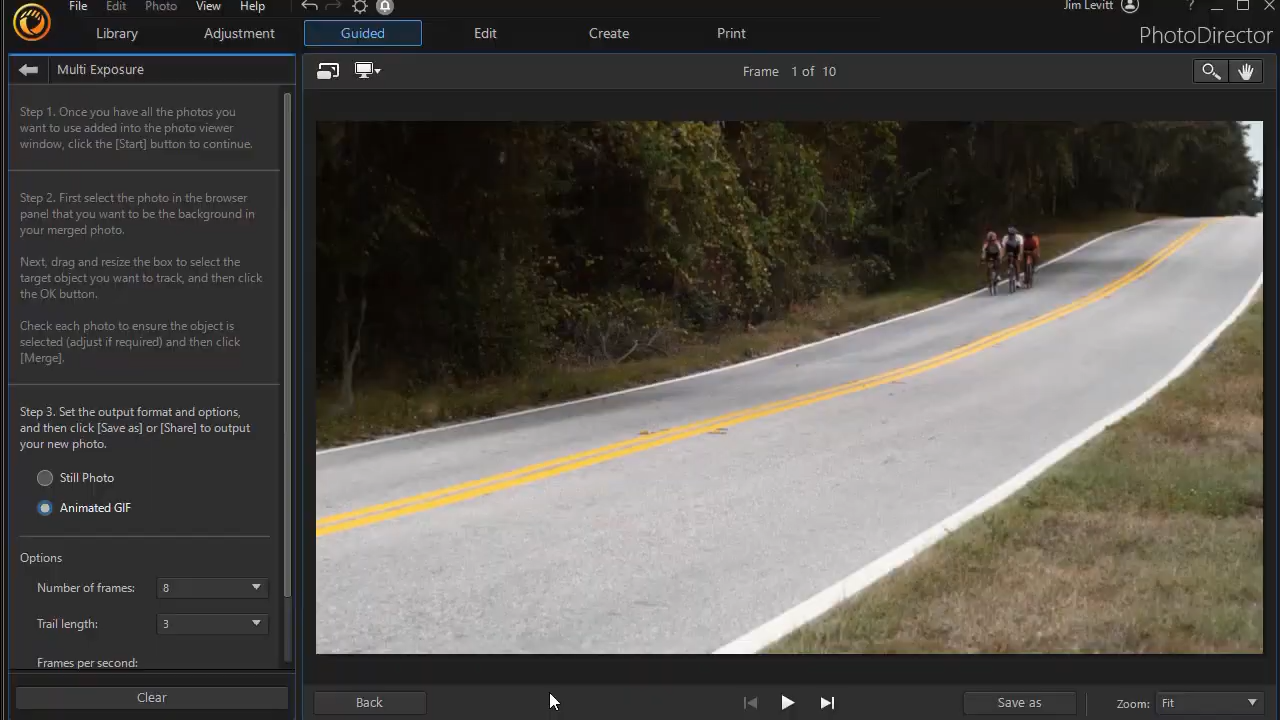 File Edit Photo View Help
Jim Levitt ?
Library Adjustment Guided Edit Create Print
PhotoDirector
Multi Exposure
Frame 1 of 10
Step 1. Once you have all the photos you
want to use added into the photo viewer
window, click the [Start] button to continue.
Step 2. First select the photo in the browser
panel that you want to be the background in
your merged photo.
Next, drag and resize the box to select the
target object you want to track, and then click
the OK button.
Check each photo to ensure the object is
selected (adjust if required) and then click
[Merge].
Step 3. Set the output format and options,
and then click [Save as] or [Share] to output
your new photo.
Still Photo
Animated GIF
Options
Number of frames: 8
Trail length: 3
Frames per second:
Clear
Back
Save as
Zoom: Fit